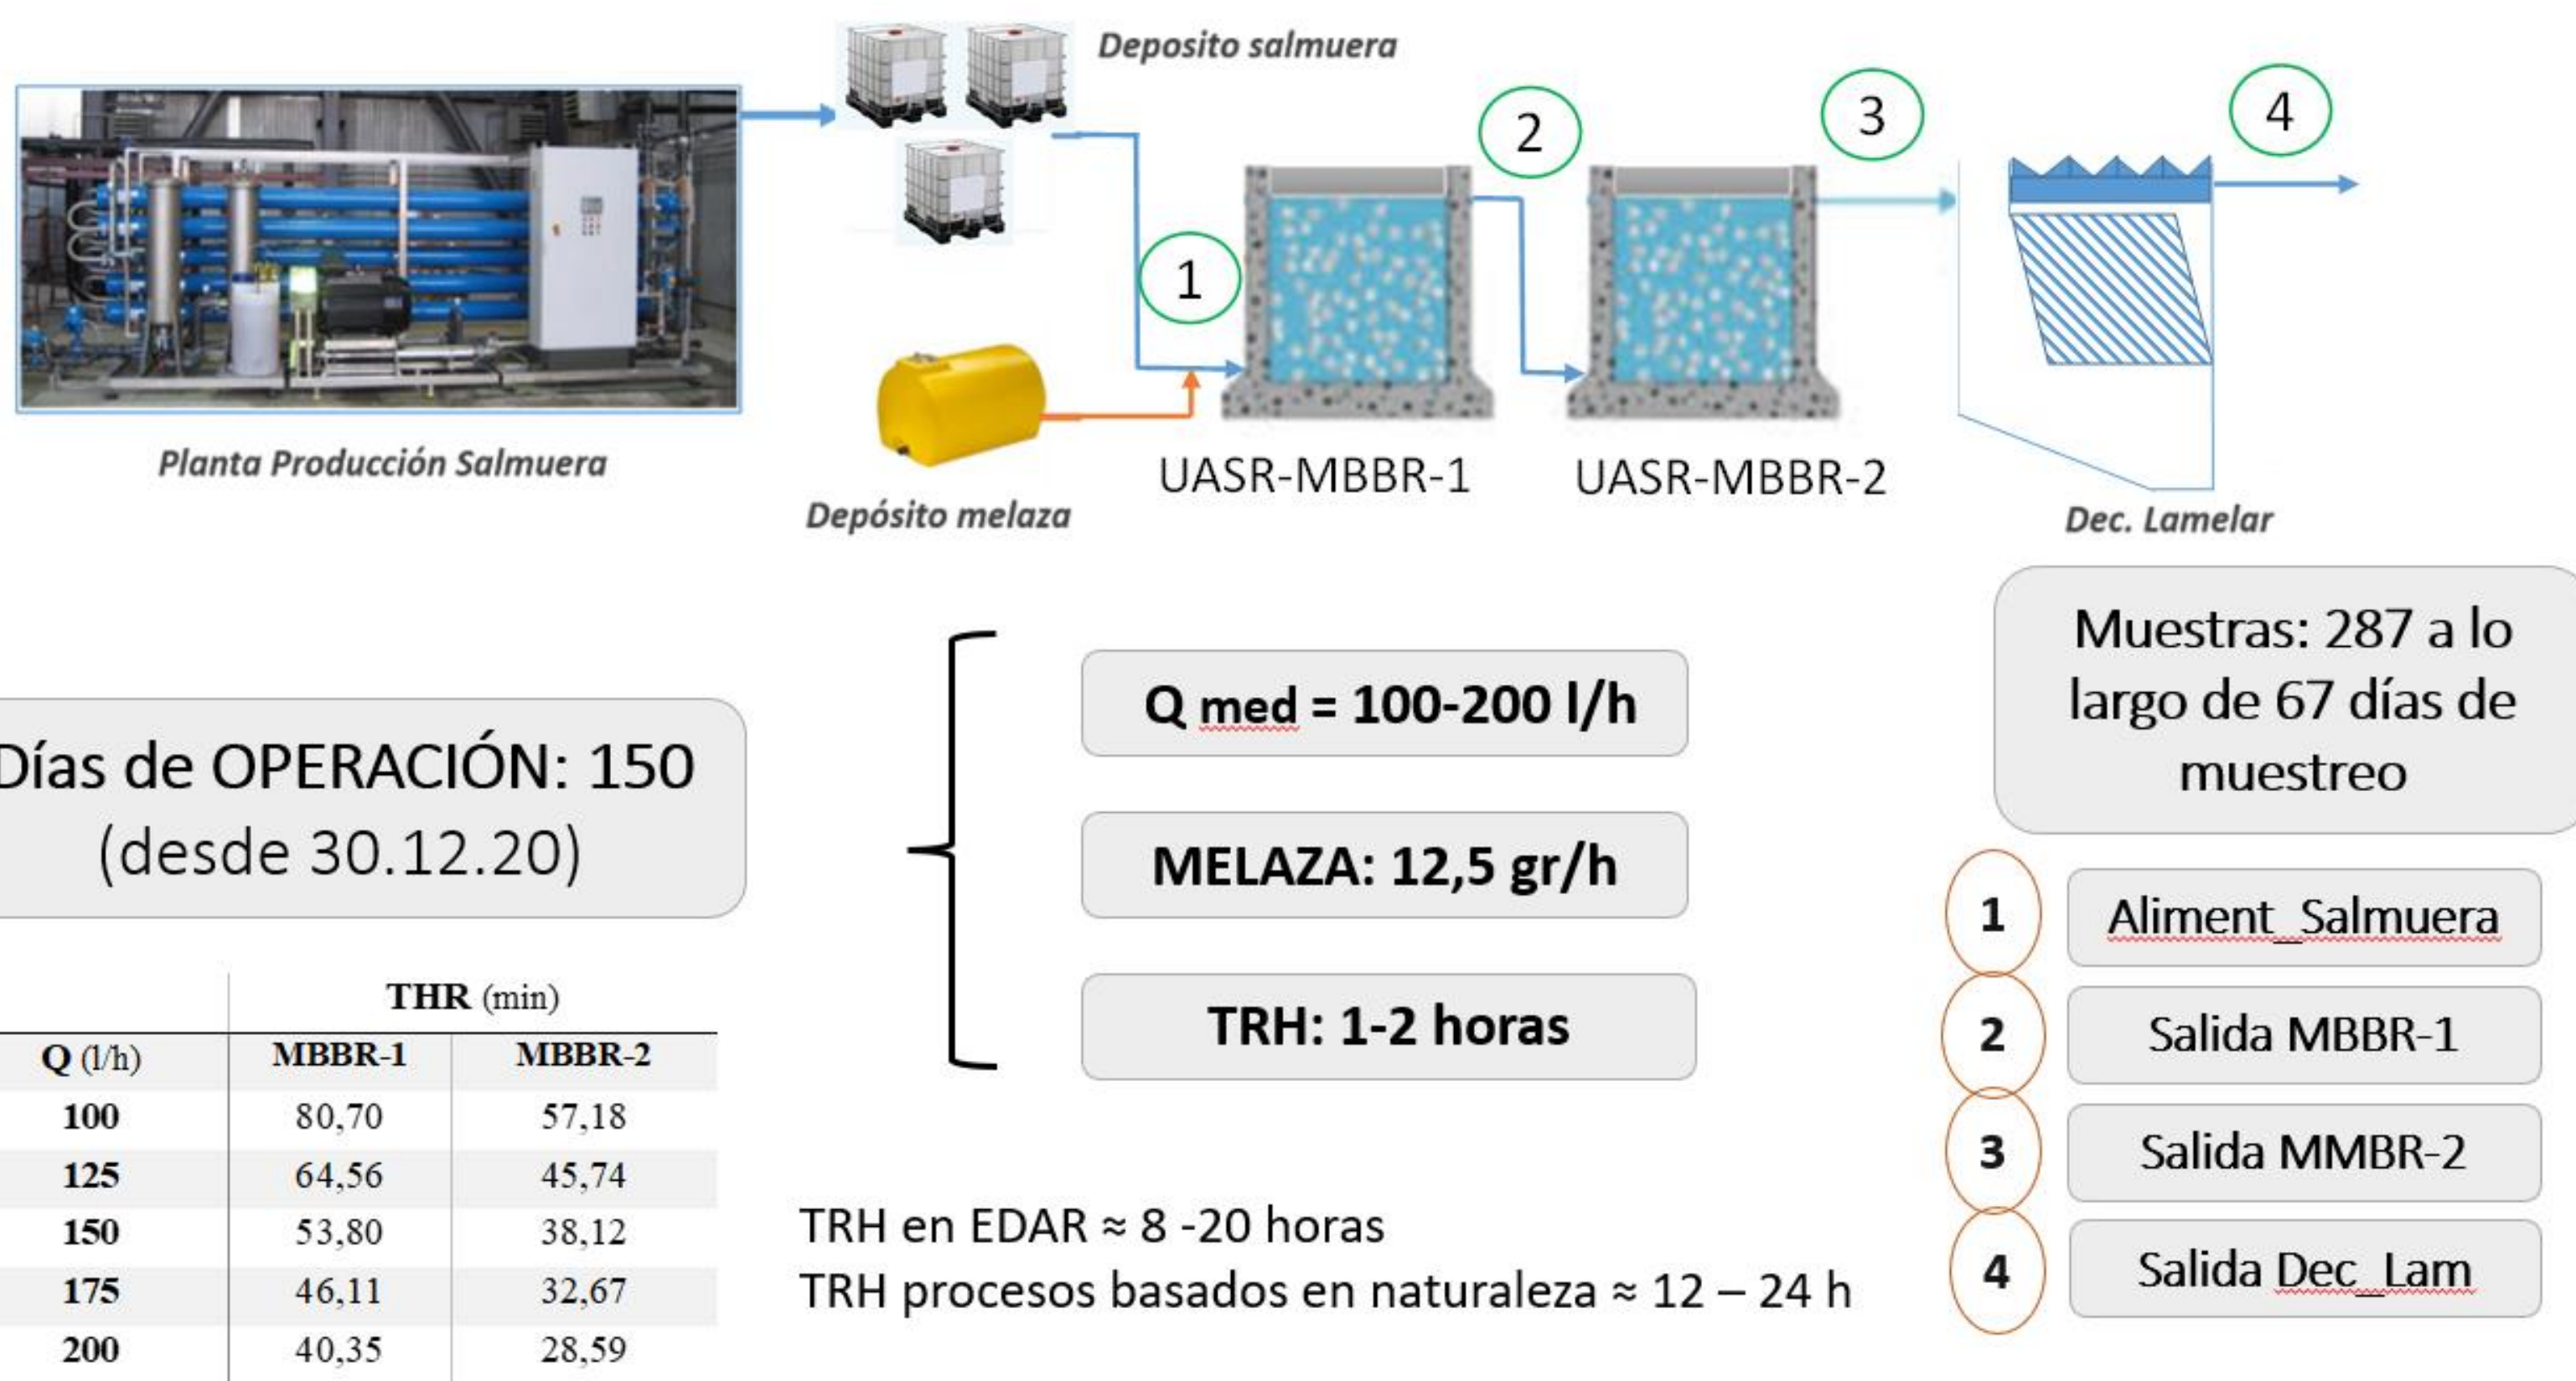 Deposito salmuera
1
2
3
4
Planta Producción Salmuera
Depósito melaza
UASR-MBBR-1
UASR-MBBR-2
Dec. Lamelar
Días de OPERACIÓN: 150
(desde 30.12.20)
Q med = 100-200 l/h
MELAZA: 12,5 gr/h
TRH: 1-2 horas
Muestras: 287 a lo
largo de 67 días de
muestreo
1 Aliment_Salmuera
2 Salida MBBR-1
3 Salida MMBR-2
4 Salida Dec_Lam
THR (min)
Q (l/h) MBBR-1 MBBR-2
100 80,70 57,18
125 64,56 45,74
150 53,80 38,12
175 46,11 32,67
200 40,35 28,59
TRH en EDAR ≈ 8 -20 horas
TRH procesos basados en naturaleza ≈ 12 – 24 h